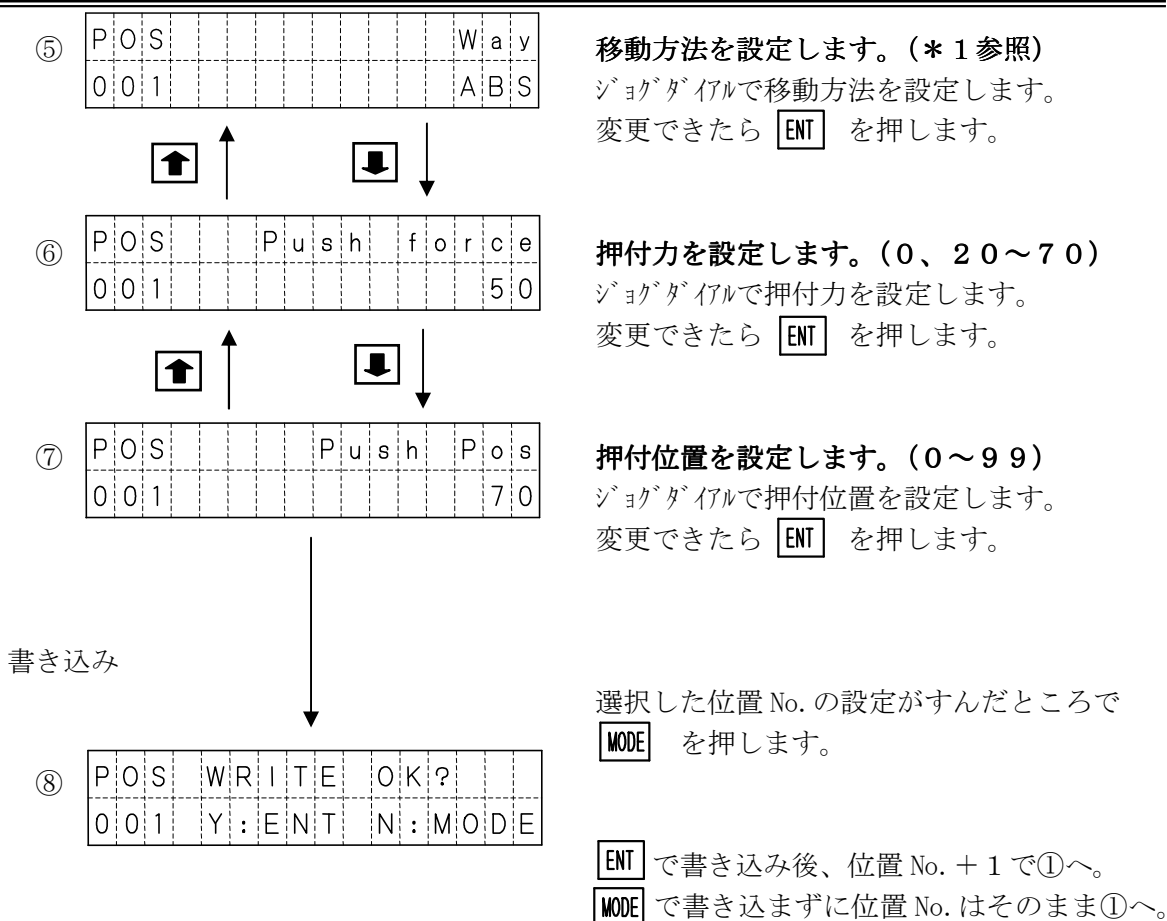 ⑤
POS Way
001 ABS
移動方法を設定します。(＊1参照)
ｼﾞｮｸﾞﾀﾞｲｱﾙで移動方法を設定します。
変更できたら ENT を押します。
⑥
POS Push force
001 50
押付力を設定します。(０、２０～７０)
ｼﾞｮｸﾞﾀﾞｲｱﾙで押付力を設定します。
変更できたら ENT を押します。
⑦
POS Push Pos
001 70
押付位置を設定します。(０～９９)
ｼﾞｮｸﾞﾀﾞｲｱﾙで押付位置を設定します。
変更できたら ENT を押します。
書き込み
選択した位置 No. の設定がすんだところで
MODE を押します。
⑧
POS WRITE OK?
001 Y:ENT N:MODE
ENT で書き込み後、位置 No. ＋１で①へ。
MODE で書き込まずに位置 No. はそのまま①へ。